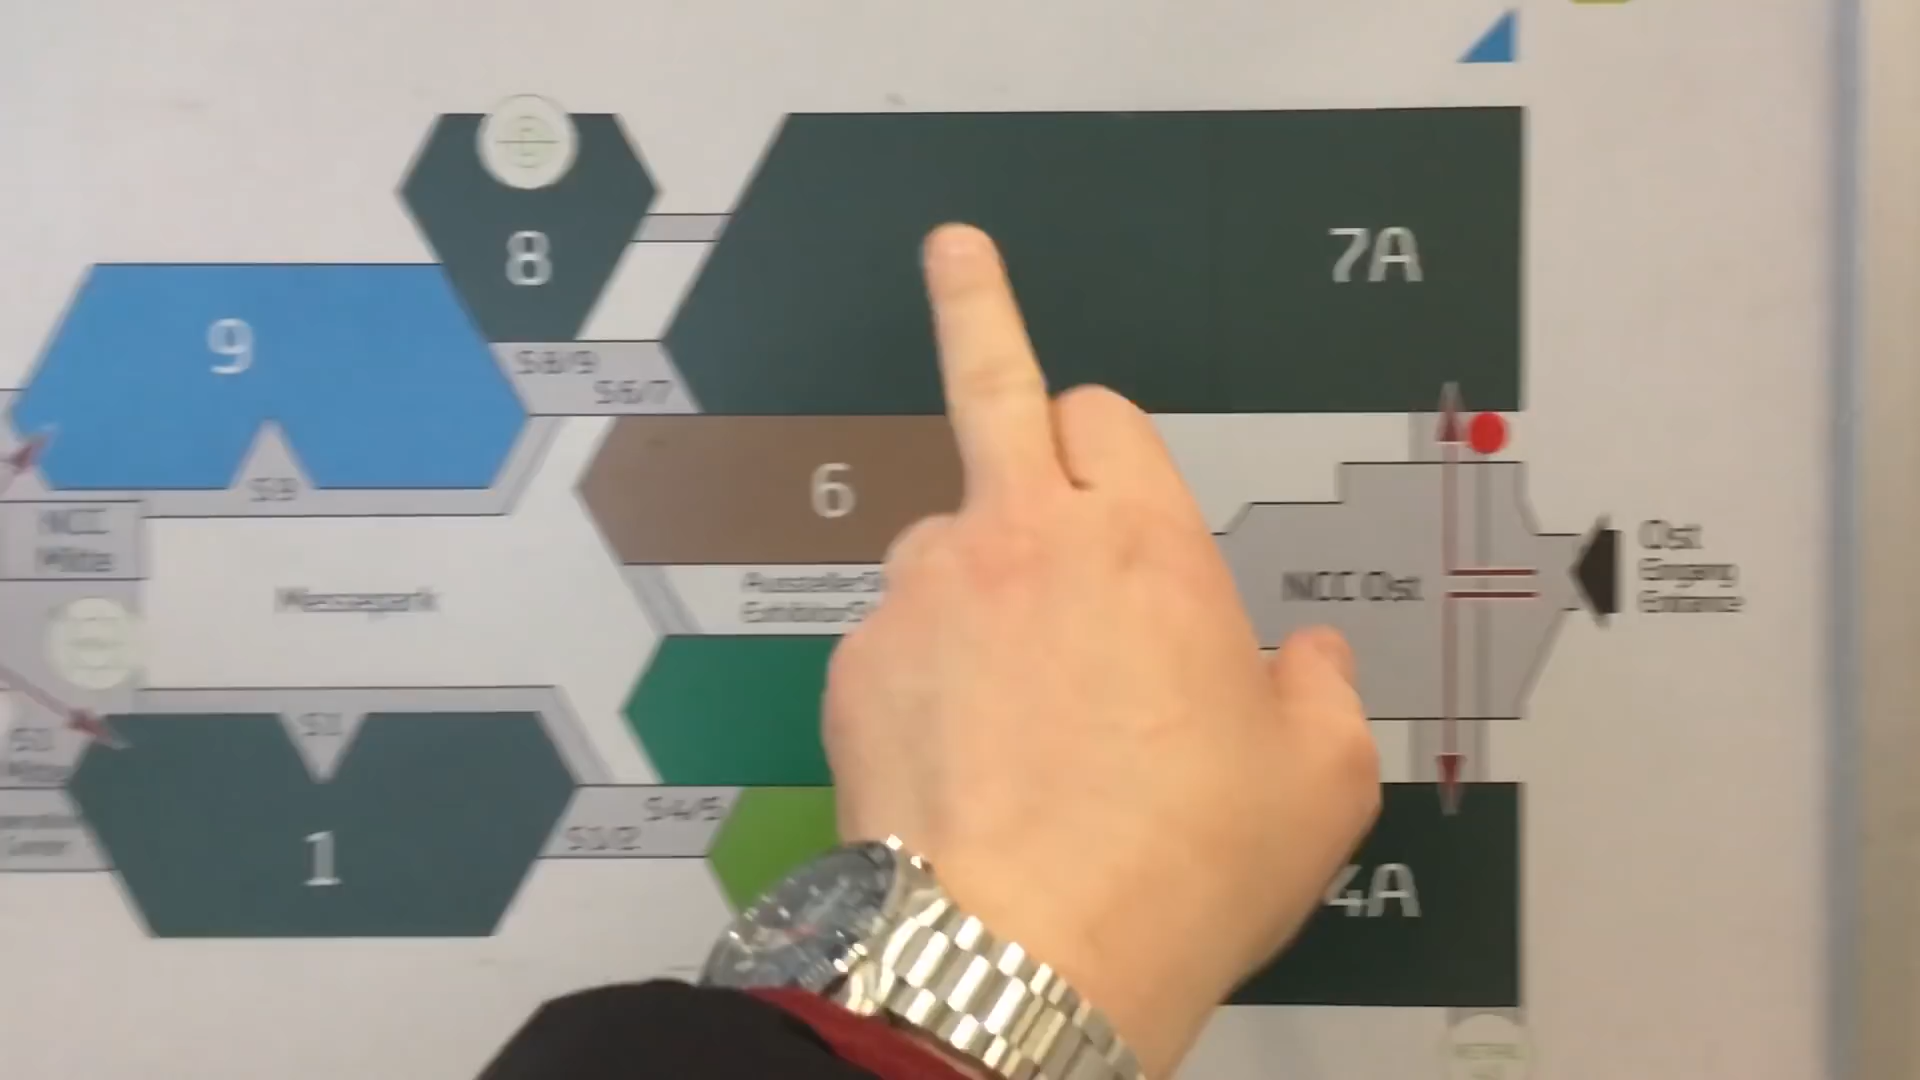 8
7A
9
S8/9
S6/7
6
S9
NCC
Mitte
Messepark
NCC Ost
Ost
Eingang
Entrance
S1
S4/5
S1/2
1
4A